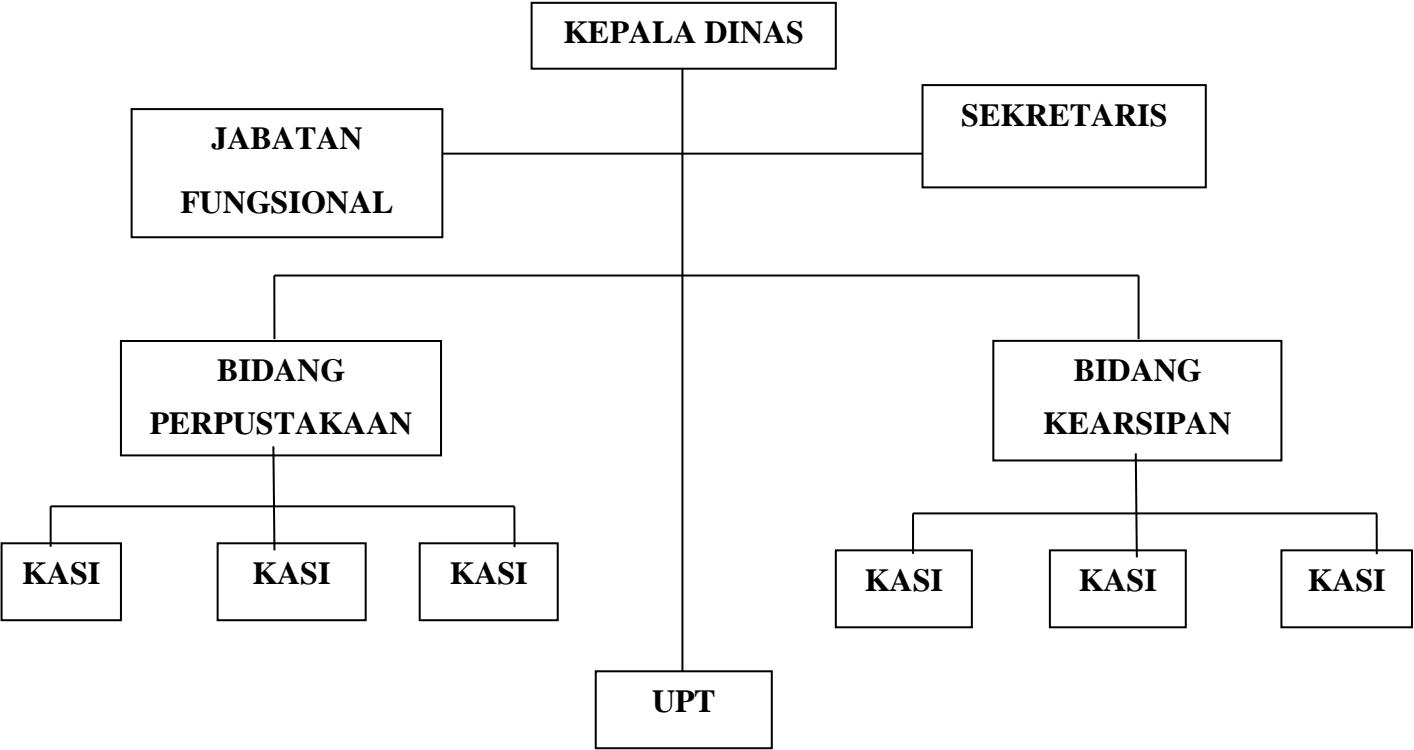 KEPALA DINAS
SEKRETARIS
JABATAN
FUNGSIONAL
BIDANG
PERPUSTAKAAN
BIDANG
KEARSIPAN
KASI
KASI
KASI
KASI
KASI
KASI
UPT